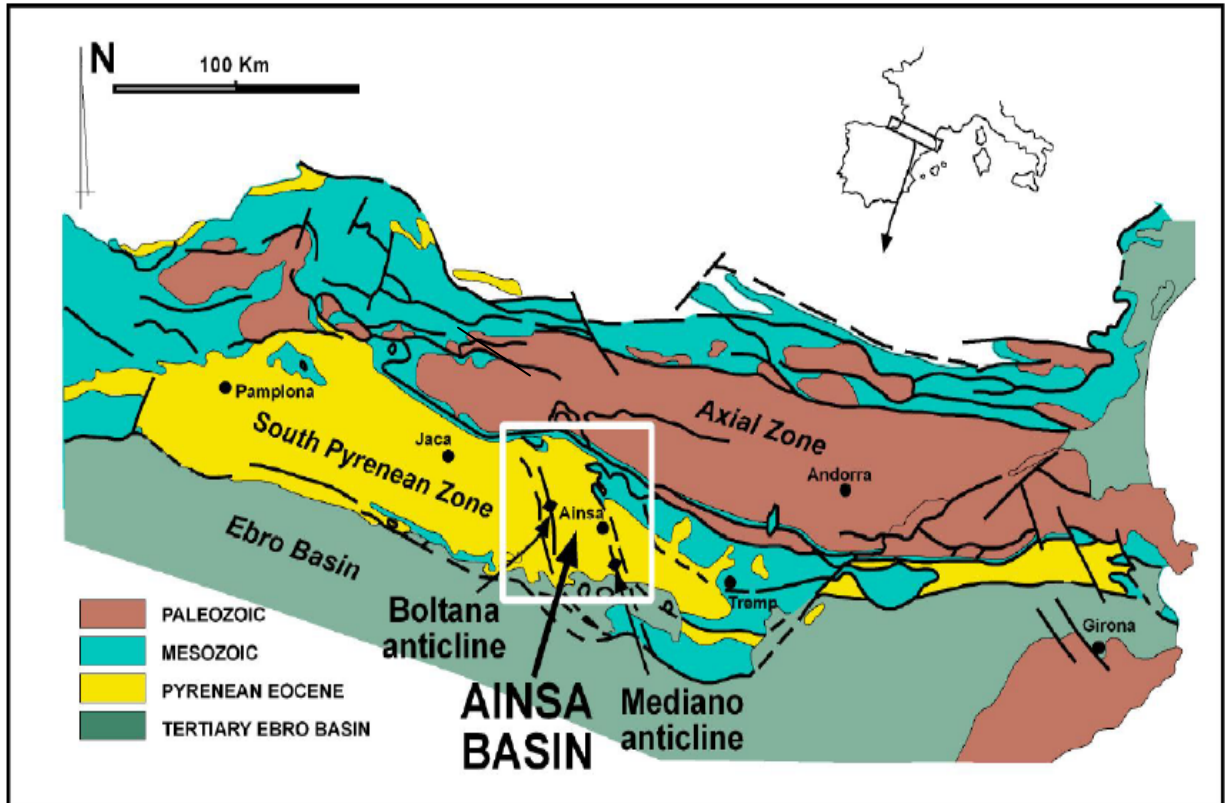 N
100 Km
Pamplona
South Pyrenean Zone
Jaca
Axial Zone
Andorra
Ainsa
Ebro Basin
Tremp
Girona
Boltana
anticline
AINSA
BASIN
Mediano
anticline
PALEOZOIC
MESOZOIC
PYRENEAN EOCENE
TERTIARY EBRO BASIN